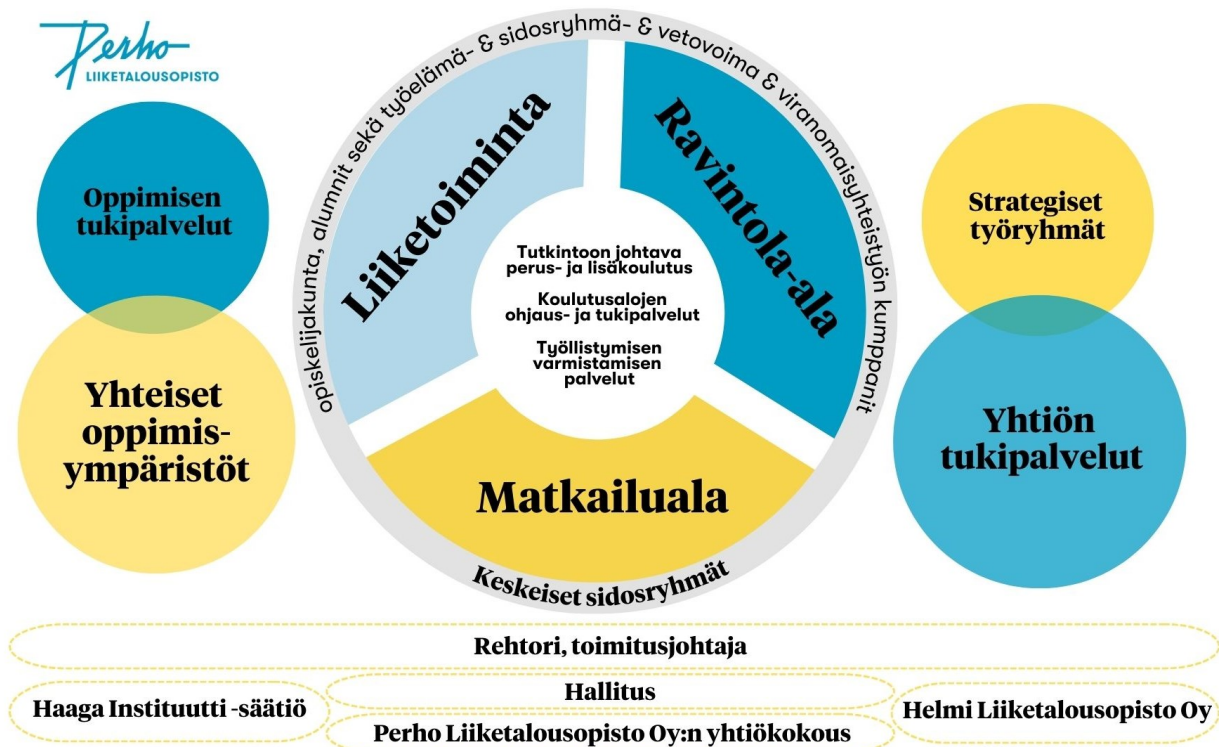 Perho
LIIKETALOUSOPISTO
opiskelijakunta, alumnit sekä työelämä- & sidosryhmä- & vetovoima & viranomaisyhteistyön kumppanit
Oppimisen
tukipalvelut
Yhteiset
oppimis-
ympäristöt
Liiketoiminta
Ravintola-ala
Tutkintoon johtava
perus- ja lisäkoulutus
Koulutusalojen
ohjaus- ja tukipalvelut
Työllistymisen
varmistamisen
palvelut
Matkailuala
Keskeiset sidosryhmät
Strategiset
työryhmät
Yhtiön
tukipalvelut
Rehtori, toimitusjohtaja
Haaga Instituutti -säätiö
Hallitus
Perho Liiketalousopisto Oy:n yhtiökokous
Helmi Liiketalousopisto Oy